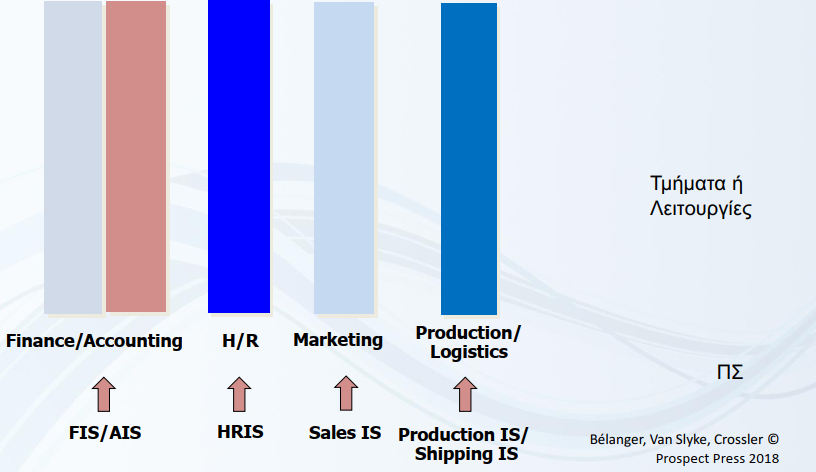 Τμήματα ή
Λειτουργίες
Finance/Accounting
H/R
Marketing
Production/
Logistics
ΠΣ
FIS/AIS
HRIS
Sales IS
Production IS/
Shipping IS
Bélanger, Van Slyke, Crossler ©
Prospect Press 2018